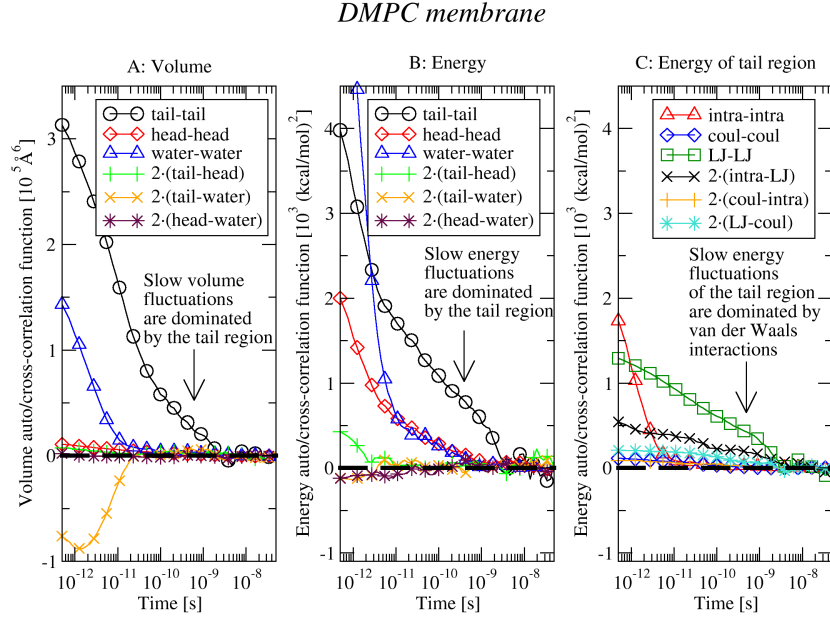 DMPC membrane
A: Volume
Volume auto/cross-correlation function [10^5 Å^6]
3
2
1
0
-1
tail-tail
head-head
water-water
2·(tail-head)
2·(tail-water)
2·(head-water)
Slow volume
fluctuations
are dominated
by the tail region
10^-12 10^-11 10^-10 10^-9 10^-8
Time [s]
B: Energy
Energy auto/cross-correlation function [10^3 (kcal/mol)^2]
4
3
2
1
0
-1
tail-tail
head-head
water-water
2·(tail-head)
2·(tail-water)
2·(head-water)
Slow energy
fluctuations
are dominated
by the tail region
10^-12 10^-11 10^-10 10^-9 10^-8
Time [s]
C: Energy of tail region
Energy auto/cross-correlation function [10^3 (kcal/mol)^2]
4
3
2
1
0
-1
intra-intra
coul-coul
LJ-LJ
2·(intra-LJ)
2·(coul-intra)
2·(LJ-coul)
Slow energy
fluctuations
of the tail region
are dominated by
van der Waals
interactions
10^-12 10^-11 10^-10 10^-9 10^-8
Time [s]